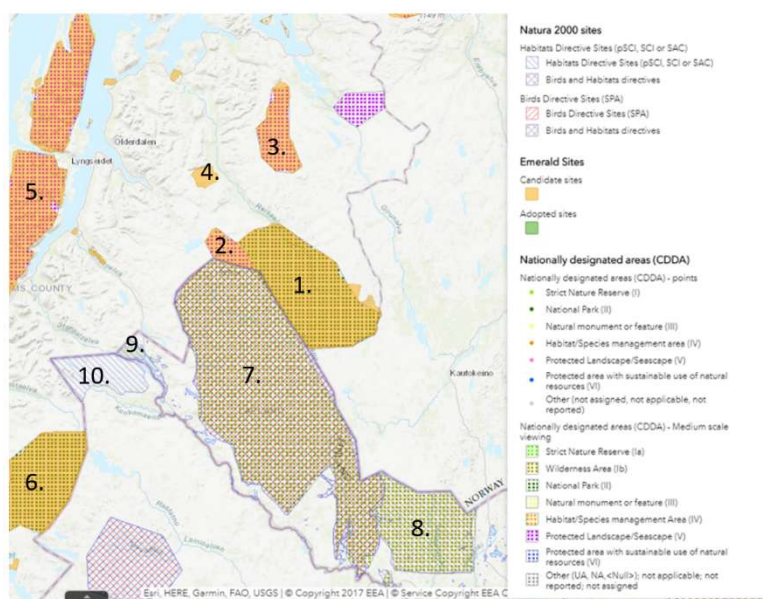 Olderdalen
Lyngseidet
3.
4.
5.
2.
1.
MS_COUNTY
9.
10.
7.
Kautokeino
6.
8.
NORWAY
Esri, HERE, Garmin, FAO, USGS | © Copyright 2017 EEA | © Service Copyright EEA C
Natura 2000 sites
Habitats Directive Sites (pSCI, SCI or SAC)
Habitats Directive Sites (pSCI, SCI or SAC)
Birds and Habitats directives
Birds Directive Sites (SPA)
Birds Directive Sites (SPA)
Birds and Habitats directives
Emerald Sites
Candidate sites
Adopted sites
Nationally designated areas (CDDA)
Nationally designated areas (CDDA) - points
Strict Nature Reserve (I)
National Park (II)
Natural monument or feature (III)
Habitat/Species management area (IV)
Protected Landscape/Seascape (V)
Protected area with sustainable use of natural
resources (VI)
Other (not assigned, not applicable, not
reported)
Nationally designated areas (CDDA) - Medium scale
viewing
Strict Nature Reserve (Ia)
Wilderness Area (Ib)
National Park (II)
Natural monument or feature (III)
Habitat/Species management Area (IV)
Protected Landscape/Seascape (V)
Protected area with sustainable use of natural
resources (VI)
Other (UA, NA,<Null>); not applicable; not
reported; not assigned